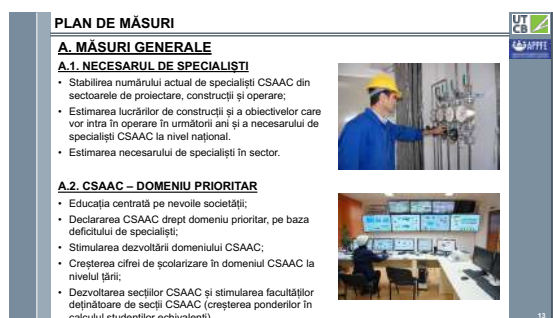 PLAN DE MĂSURI
UT
CB
APPFE
A. MĂSURI GENERALE
A.1. NECESARUL DE SPECIALIȘTI
• Stabilirea numărului actual de specialiști CSAAC din
sectoarele de proiectare, construcții și operare;
• Estimarea lucrărilor de construcții și a obiectivelor care
vor intra în operare în următorii ani și a necesarului de
specialiști CSAAC la nivel național.
• Estimarea necesarului de specialiști în sector.
A.2. CSAAC – DOMENIU PRIORITAR
• Educația centrată pe nevoile societății;
• Declararea CSAAC drept domeniu prioritar, pe baza
deficitului de specialiști;
• Stimularea dezvoltării domeniului CSAAC;
• Creșterea cifrei de școlarizare în domeniul CSAAC la
nivelul țării;
• Dezvoltarea secțiilor CSAAC și stimularea facultăților
deținătoare de secții CSAAC (creșterea ponderilor în
calculul studenților echivalenți)
13